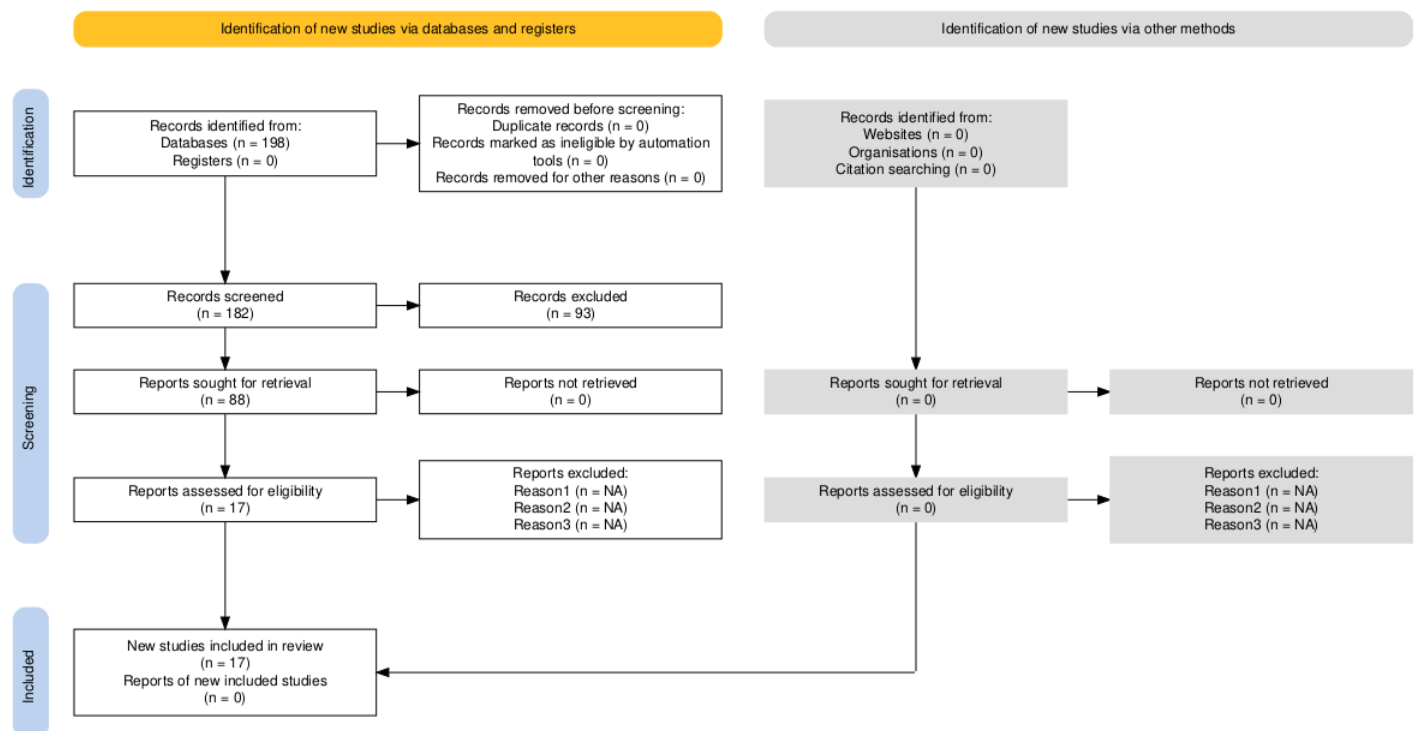 Identification of new studies via databases and registers
Identification of new studies via other methods
Identification
Records identified from:
Databases (n = 198)
Registers (n = 0)
Records removed before screening:
Duplicate records (n = 0)
Records marked as ineligible by automation
tools (n = 0)
Records removed for other reasons (n = 0)
Records identified from:
Websites (n = 0)
Organisations (n = 0)
Citation searching (n = 0)
Screening
Records screened
(n = 182)
Records excluded
(n = 93)
Reports sought for retrieval
(n = 88)
Reports not retrieved
(n = 0)
Reports sought for retrieval
(n = 0)
Reports not retrieved
(n = 0)
Reports assessed for eligibility
(n = 17)
Reports excluded:
Reason1 (n = NA)
Reason2 (n = NA)
Reason3 (n = NA)
Reports assessed for eligibility
(n = 0)
Reports excluded:
Reason1 (n = NA)
Reason2 (n = NA)
Reason3 (n = NA)
Included
New studies included in review
(n = 17)
Reports of new included studies
(n = 0)